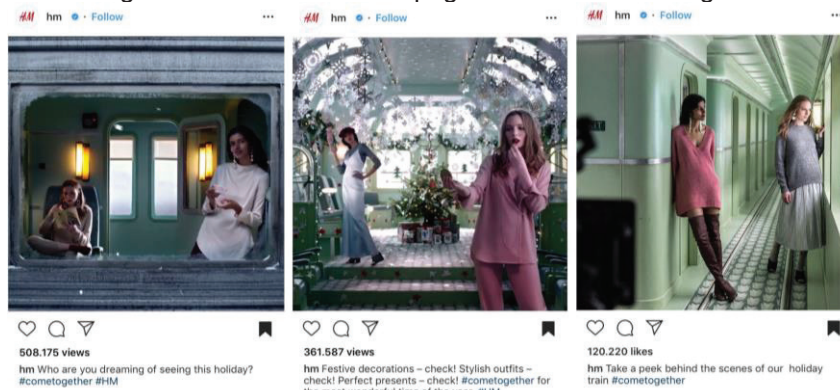 H&M hm · Follow ...
508.175 views
hm Who are you dreaming of seeing this holiday?
#cometogether #HM
H&M hm · Follow ...
361.587 views
hm Festive decorations – check! Stylish outfits –
check! Perfect presents – check! #cometogether for
H&M hm · Follow ...
120.220 likes
hm Take a peek behind the scenes of our holiday
train #cometogether